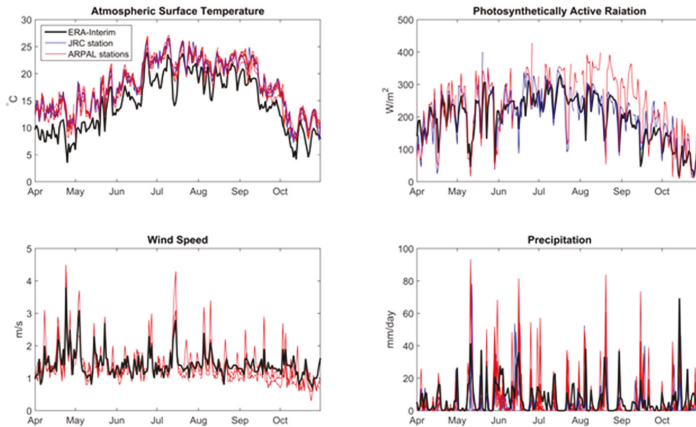 Atmospheric Surface Temperature
°C
30
25
20
15
10
5
0
ERA-Interim
JRC station
ARPAL stations
Apr May Jun Jul Aug Sep Oct
Photosynthetically Active Raiation
W/m²
500
400
300
200
100
0
Apr May Jun Jul Aug Sep Oct
Wind Speed
m/s
5
4
3
2
1
0
Apr May Jun Jul Aug Sep Oct
Precipitation
mm/day
100
80
60
40
20
0
Apr May Jun Jul Aug Sep Oct